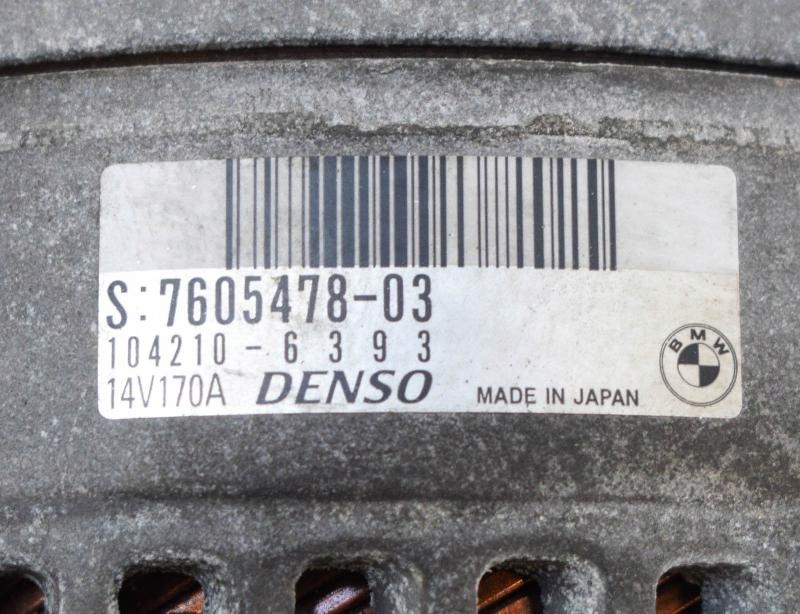 S:7605478-03
104210-6393
14V170A DENSO MADE IN JAPAN
BMW